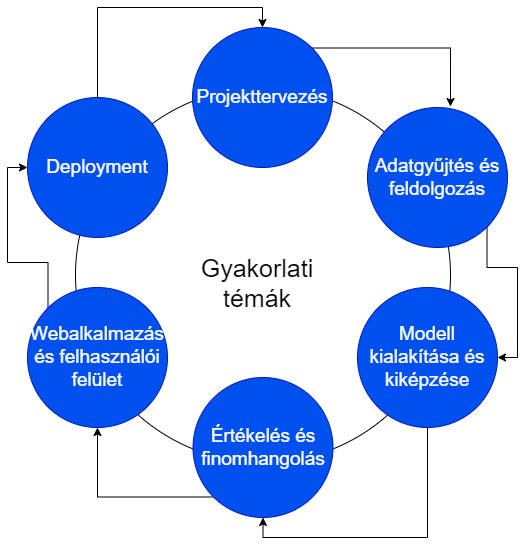 Projekttervezés
Adatgyűjtés és
feldolgozás
Modell
kialakítása és
kiképzése
Értékelés és
finomhangolás
Webalkalmazás
és felhasználói
felület
Deployment
Gyakorlati
témák